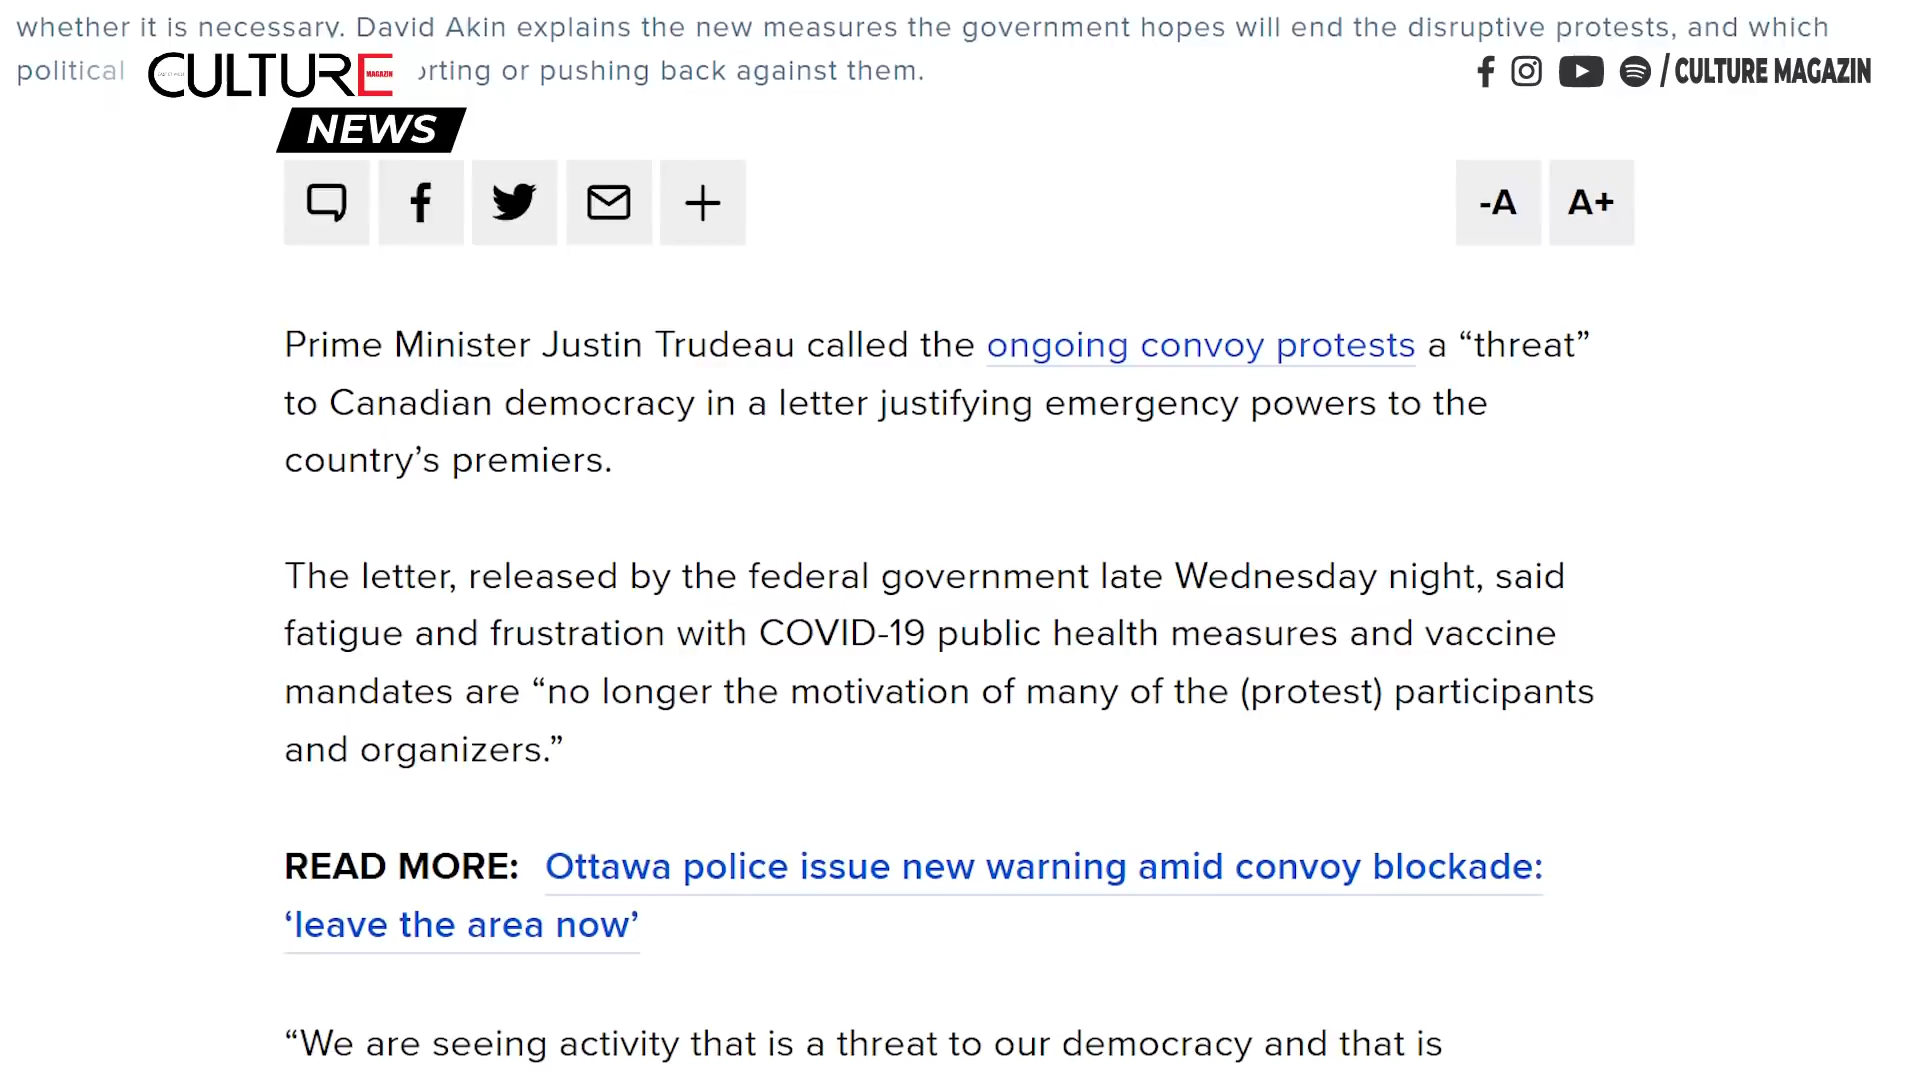 whether it is necessary. David Akin explains the new measures the government hopes will end the disruptive protests, and which
political
rting or pushing back against them.
CULTURE
MAGAZIN
NEWS
/ CULTURE MAGAZIN
-A
A+
Prime Minister Justin Trudeau called the ongoing convoy protests a “threat”
to Canadian democracy in a letter justifying emergency powers to the
country’s premiers.
The letter, released by the federal government late Wednesday night, said
fatigue and frustration with COVID-19 public health measures and vaccine
mandates are “no longer the motivation of many of the (protest) participants
and organizers.”
READ MORE: Ottawa police issue new warning amid convoy blockade:
‘leave the area now’
“We are seeing activity that is a threat to our democracy and that is